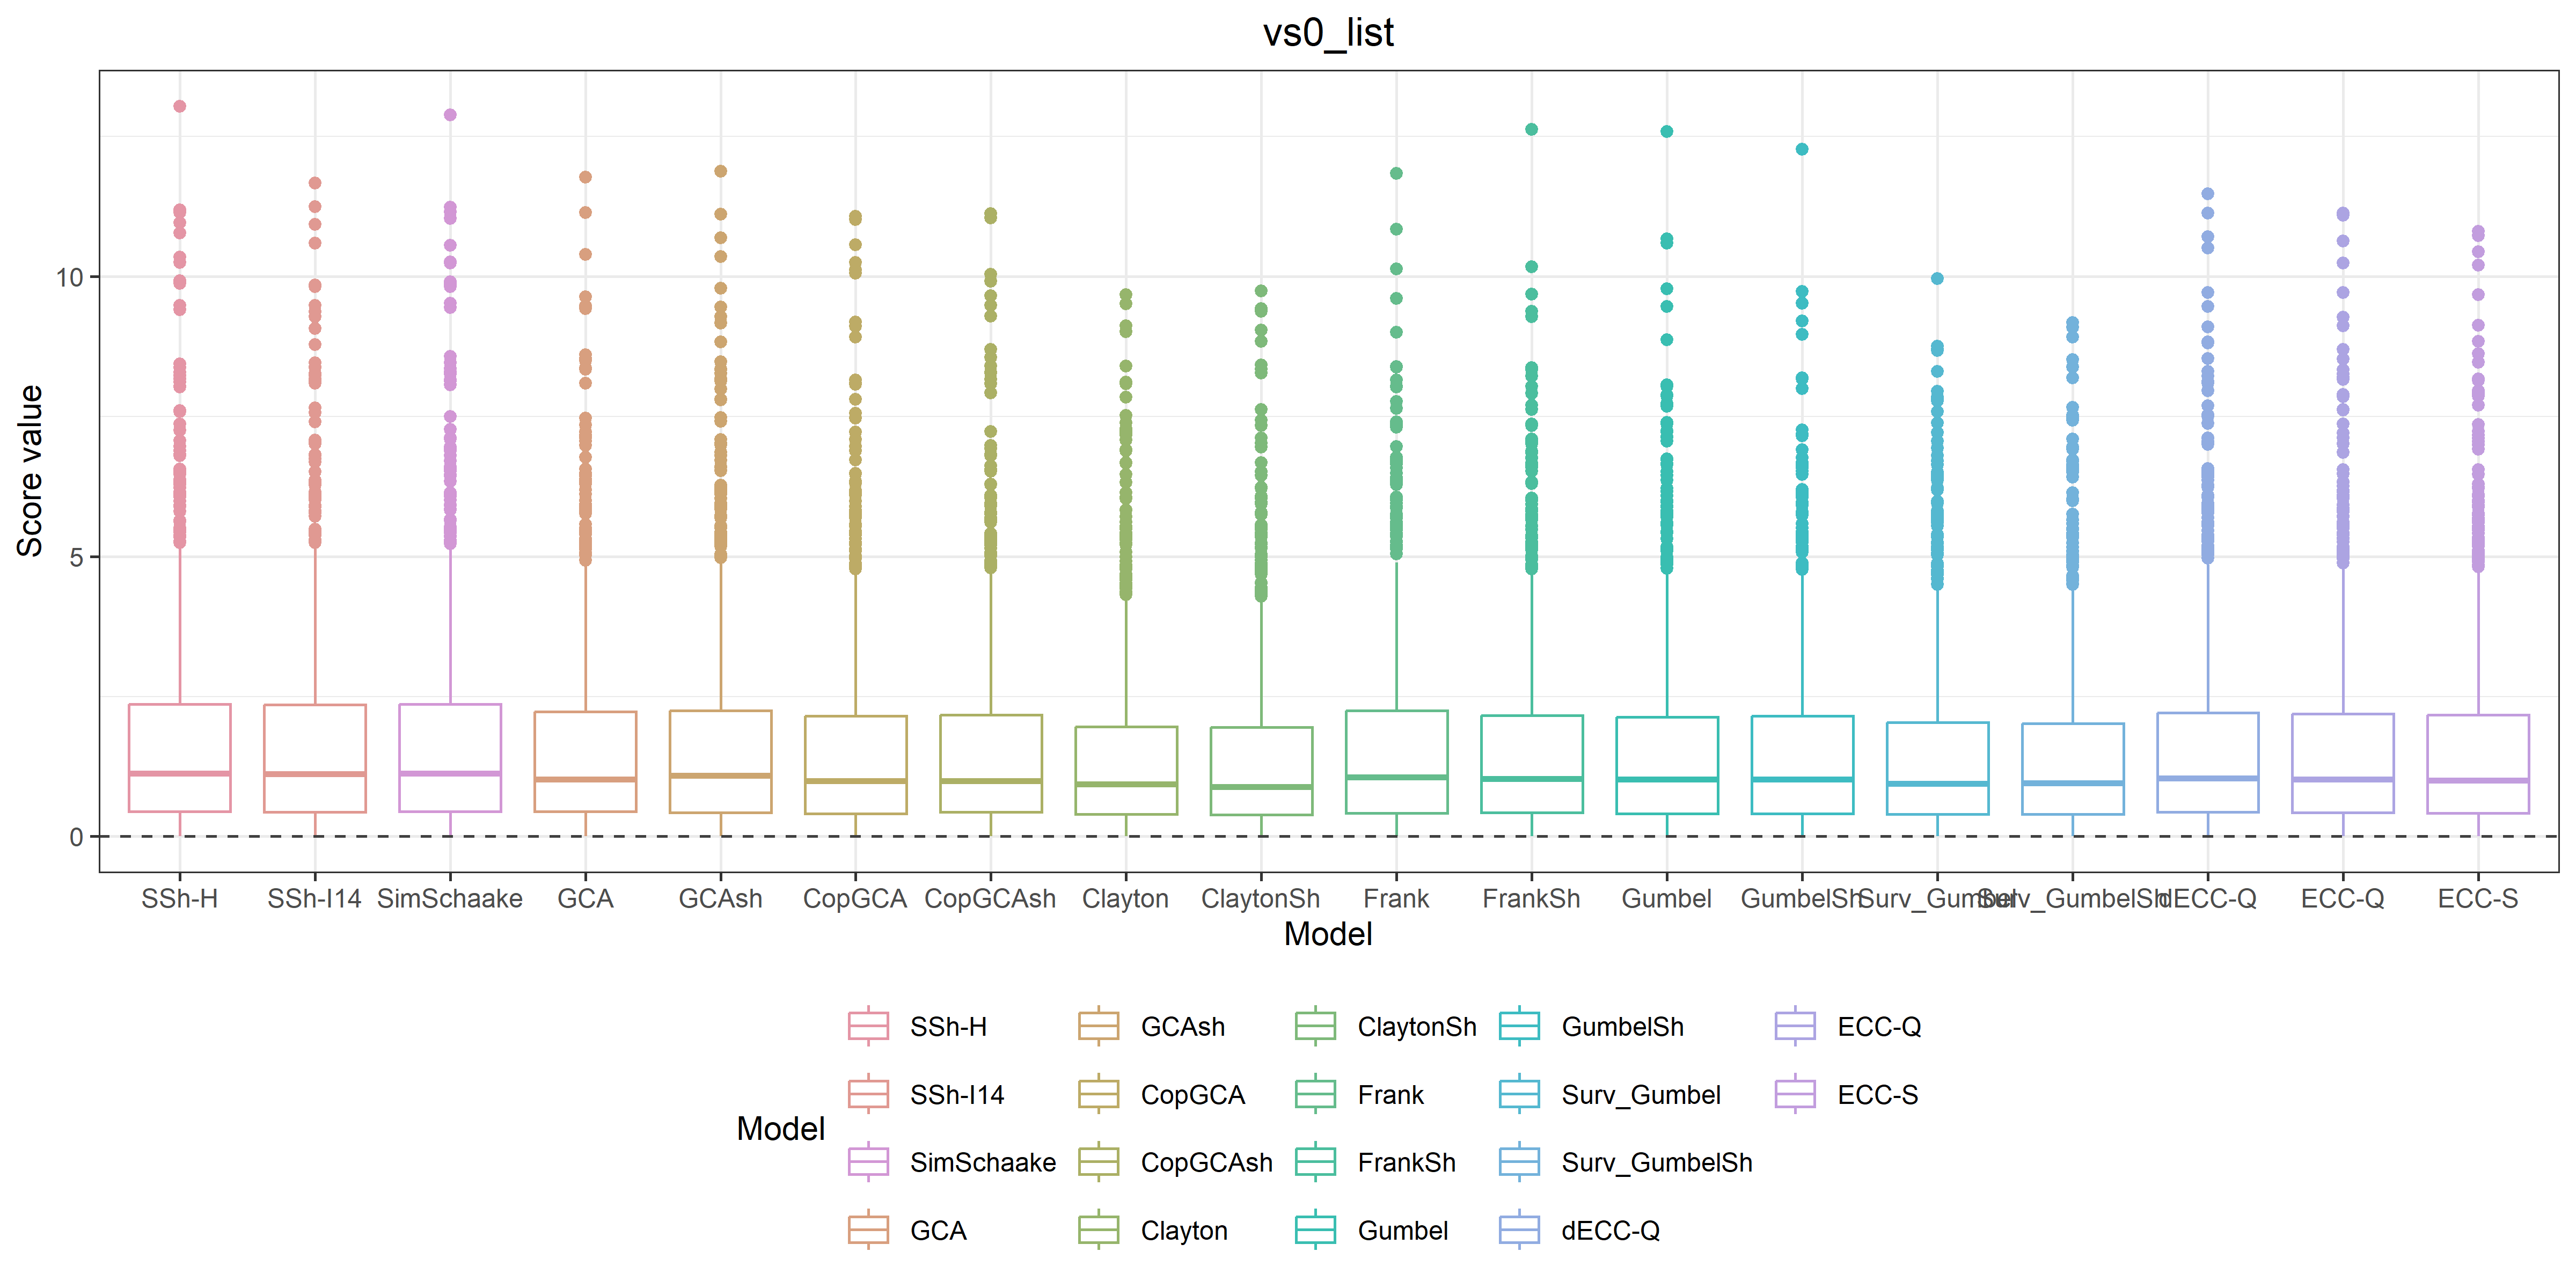 vs0_list
Score value
10
5
0
SSh-H SSh-I14 SimSchaake GCA GCAsh CopGCA CopGCAsh Clayton ClaytonSh Frank FrankSh Gumbel GumbelSh Surv_Gumbel Surv_GumbelSh dECC-Q ECC-Q ECC-S
Model
Model
SSh-H GCAsh ClaytonSh GumbelSh ECC-Q
SSh-I14 CopGCA Frank Surv_Gumbel ECC-S
SimSchaake CopGCAsh FrankSh Surv_GumbelSh
GCA Clayton Gumbel dECC-Q